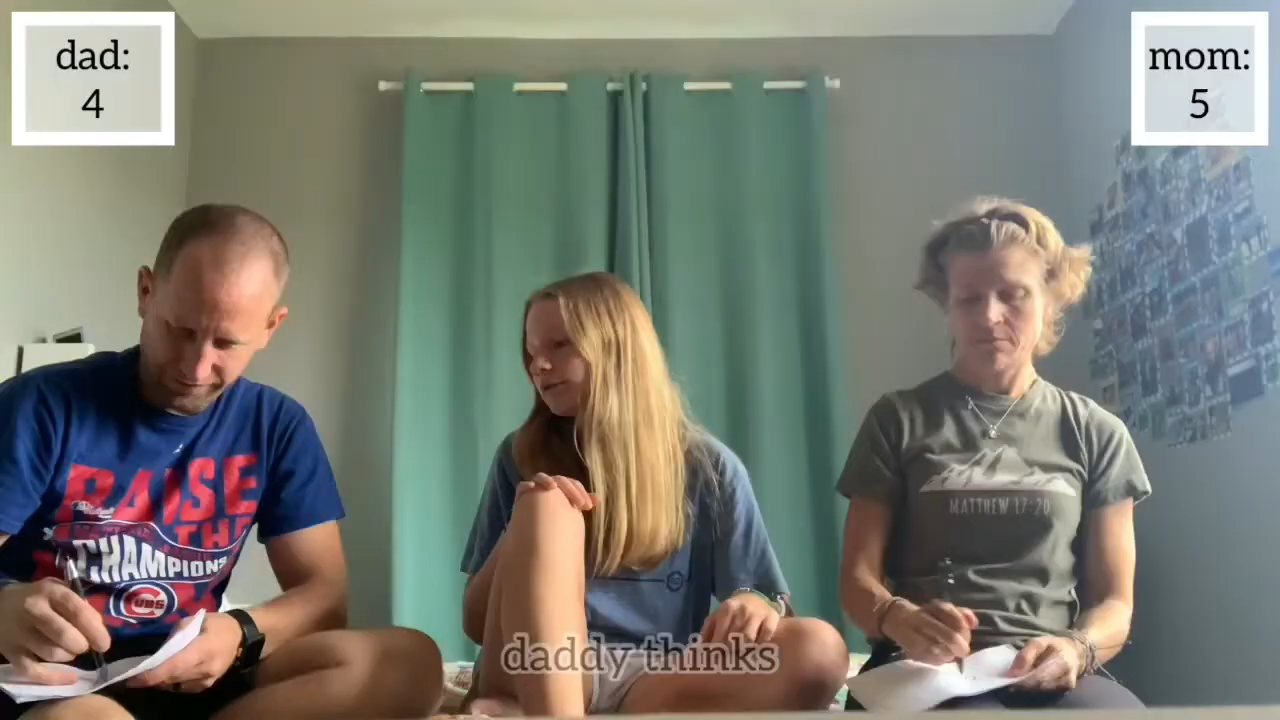 dad:
4
mom:
5
RAISE
THE
CHAMPIONS
CUBS
MATTHEW 17:20
daddy thinks